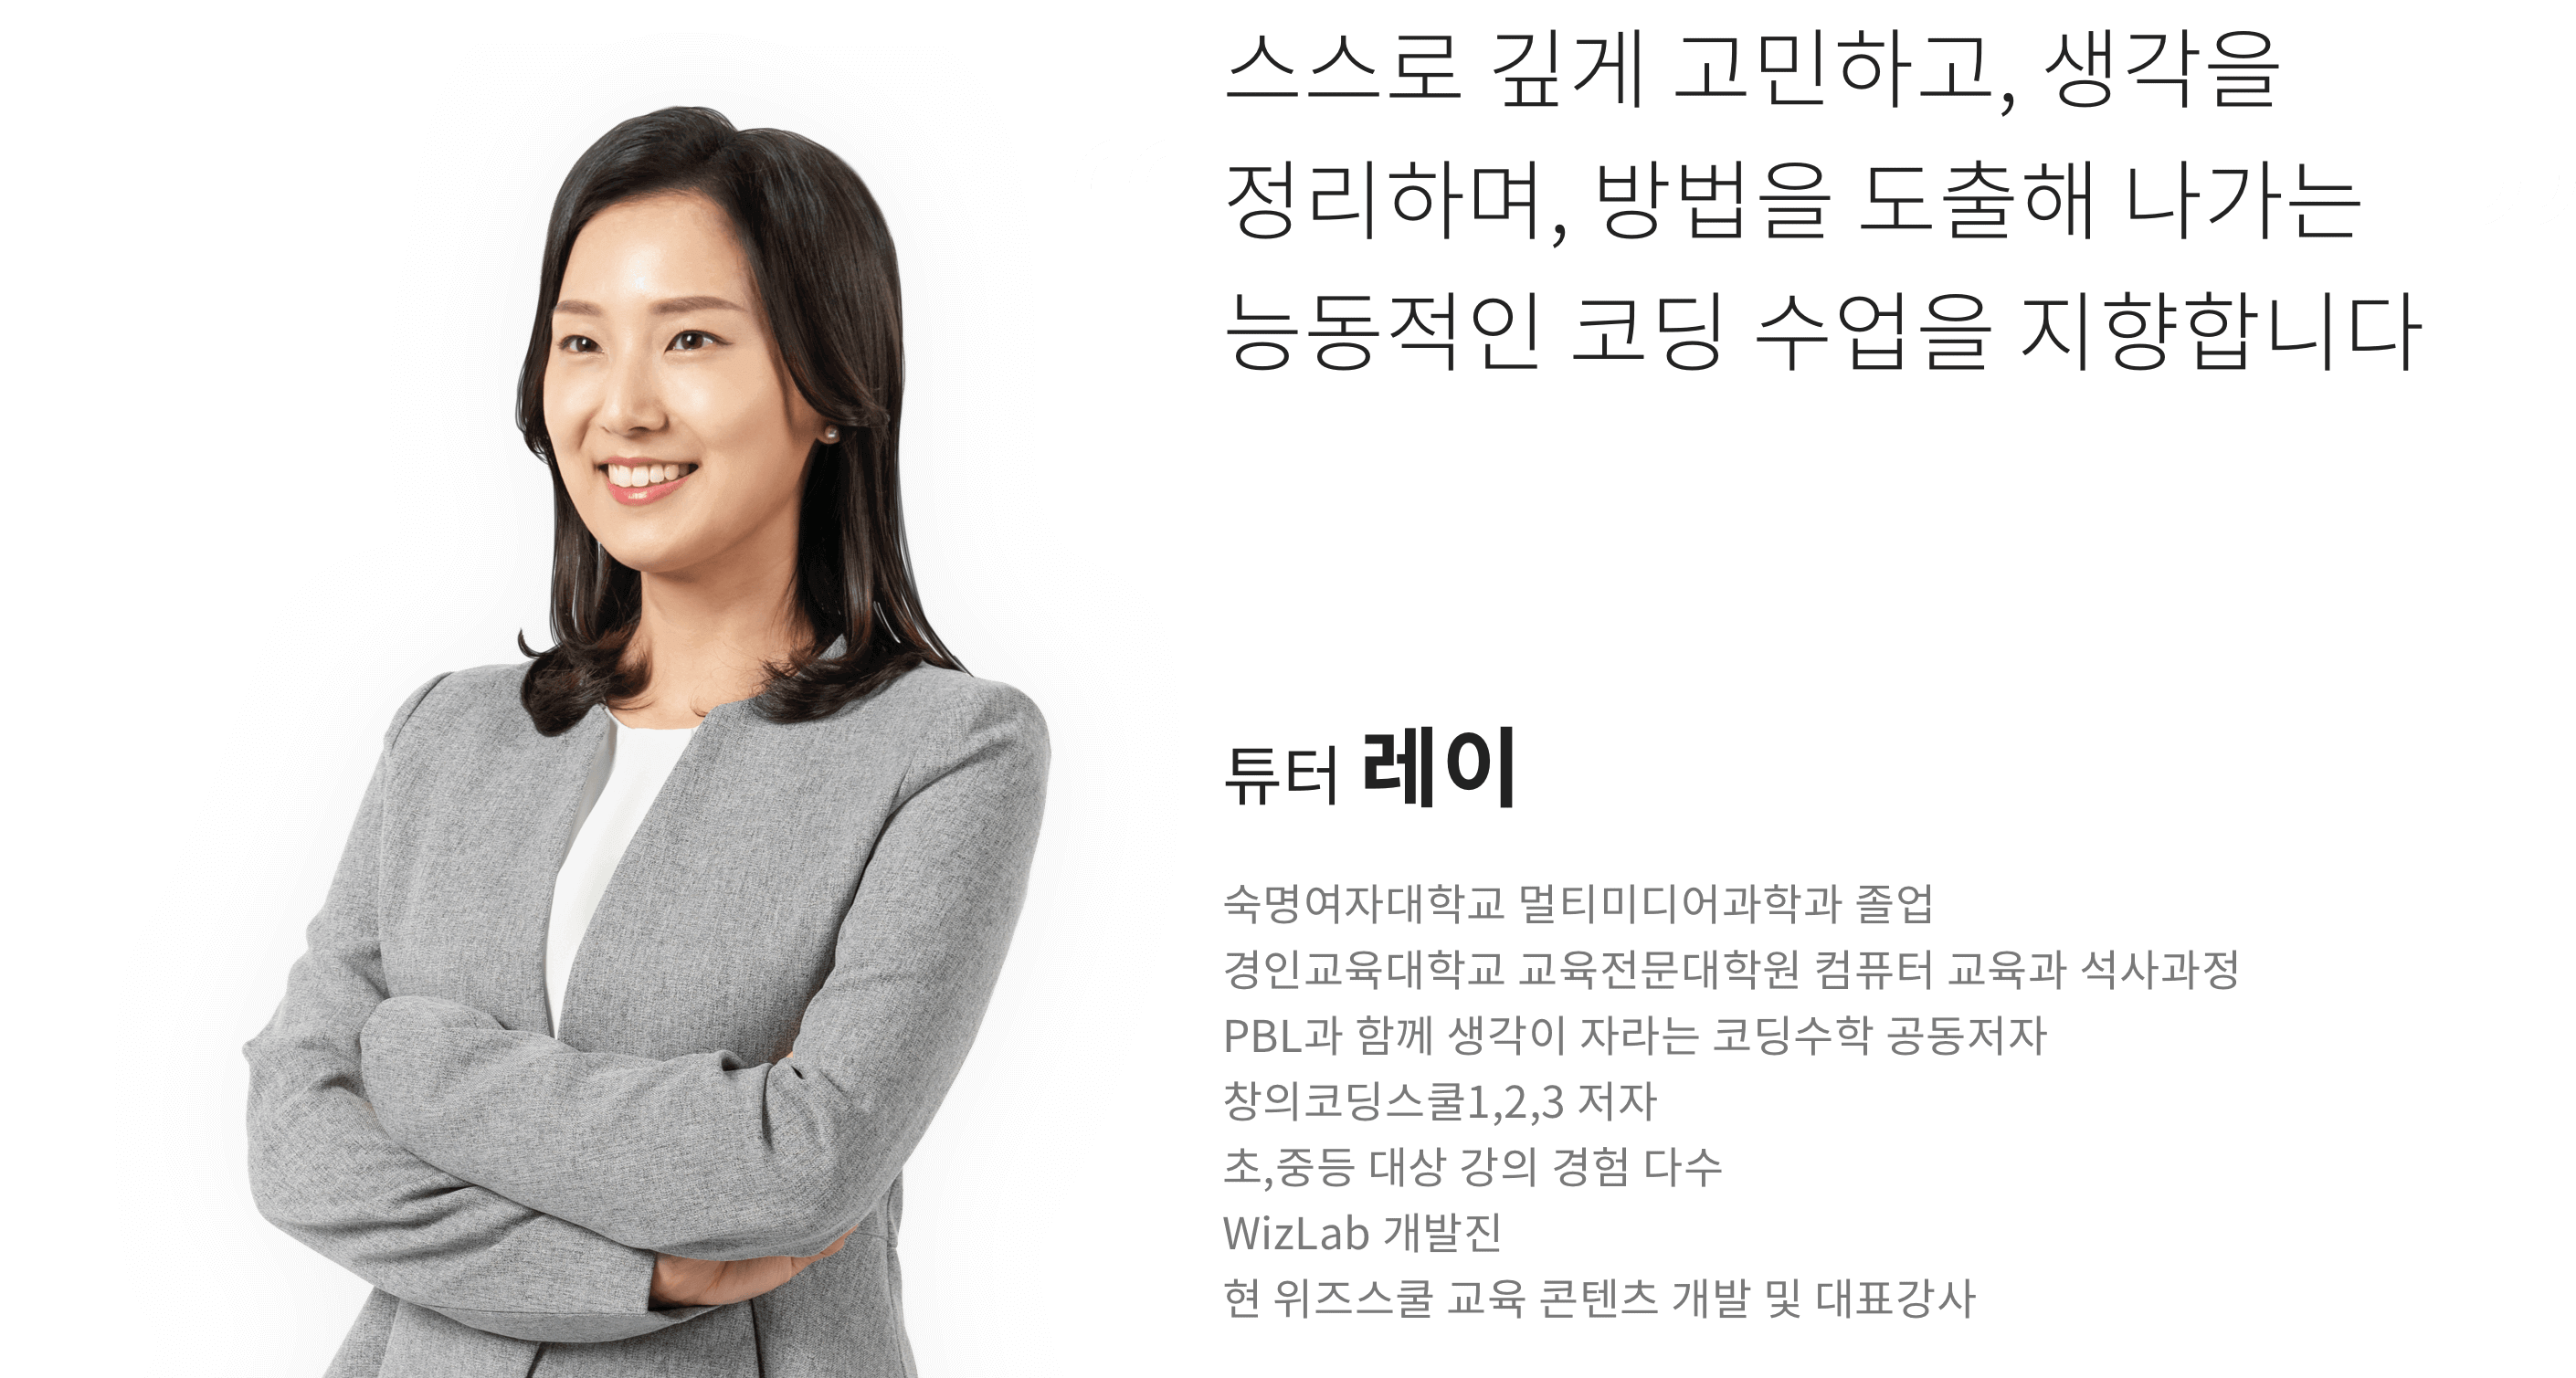 스스로 깊게 고민하고, 생각을
정리하며, 방법을 도출해 나가는
능동적인 코딩 수업을 지향합니다
튜터 레이
숙명여자대학교 멀티미디어과학과 졸업
경인교육대학교 교육전문대학원 컴퓨터 교육과 석사과정
PBL과 함께 생각이 자라는 코딩수학 공동저자
창의코딩스쿨1,2,3 저자
초,중등 대상 강의 경험 다수
WizLab 개발진
현 위즈스쿨 교육 콘텐츠 개발 및 대표강사